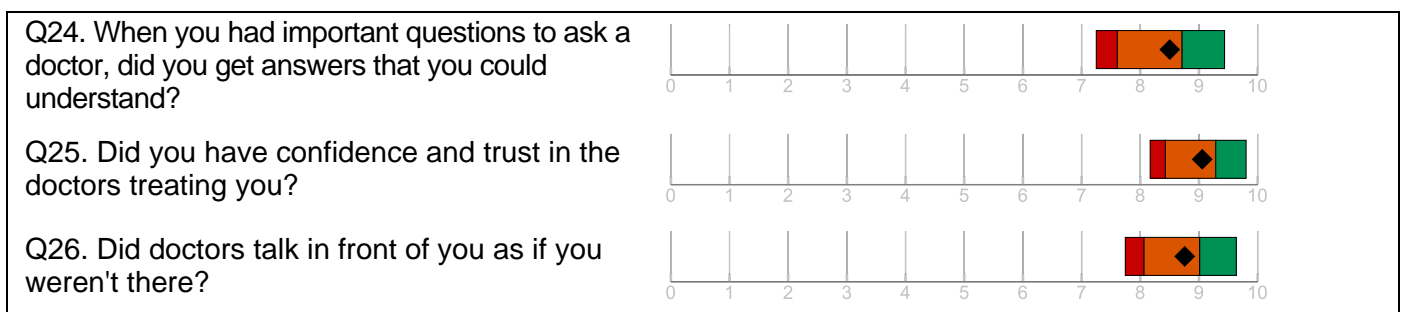 Q24. When you had important questions to ask a
doctor, did you get answers that you could
understand?
0 1 2 3 4 5 6 7 8 9 10
Q25. Did you have confidence and trust in the
doctors treating you?
0 1 2 3 4 5 6 7 8 9 10
Q26. Did doctors talk in front of you as if you
weren't there?
0 1 2 3 4 5 6 7 8 9 10